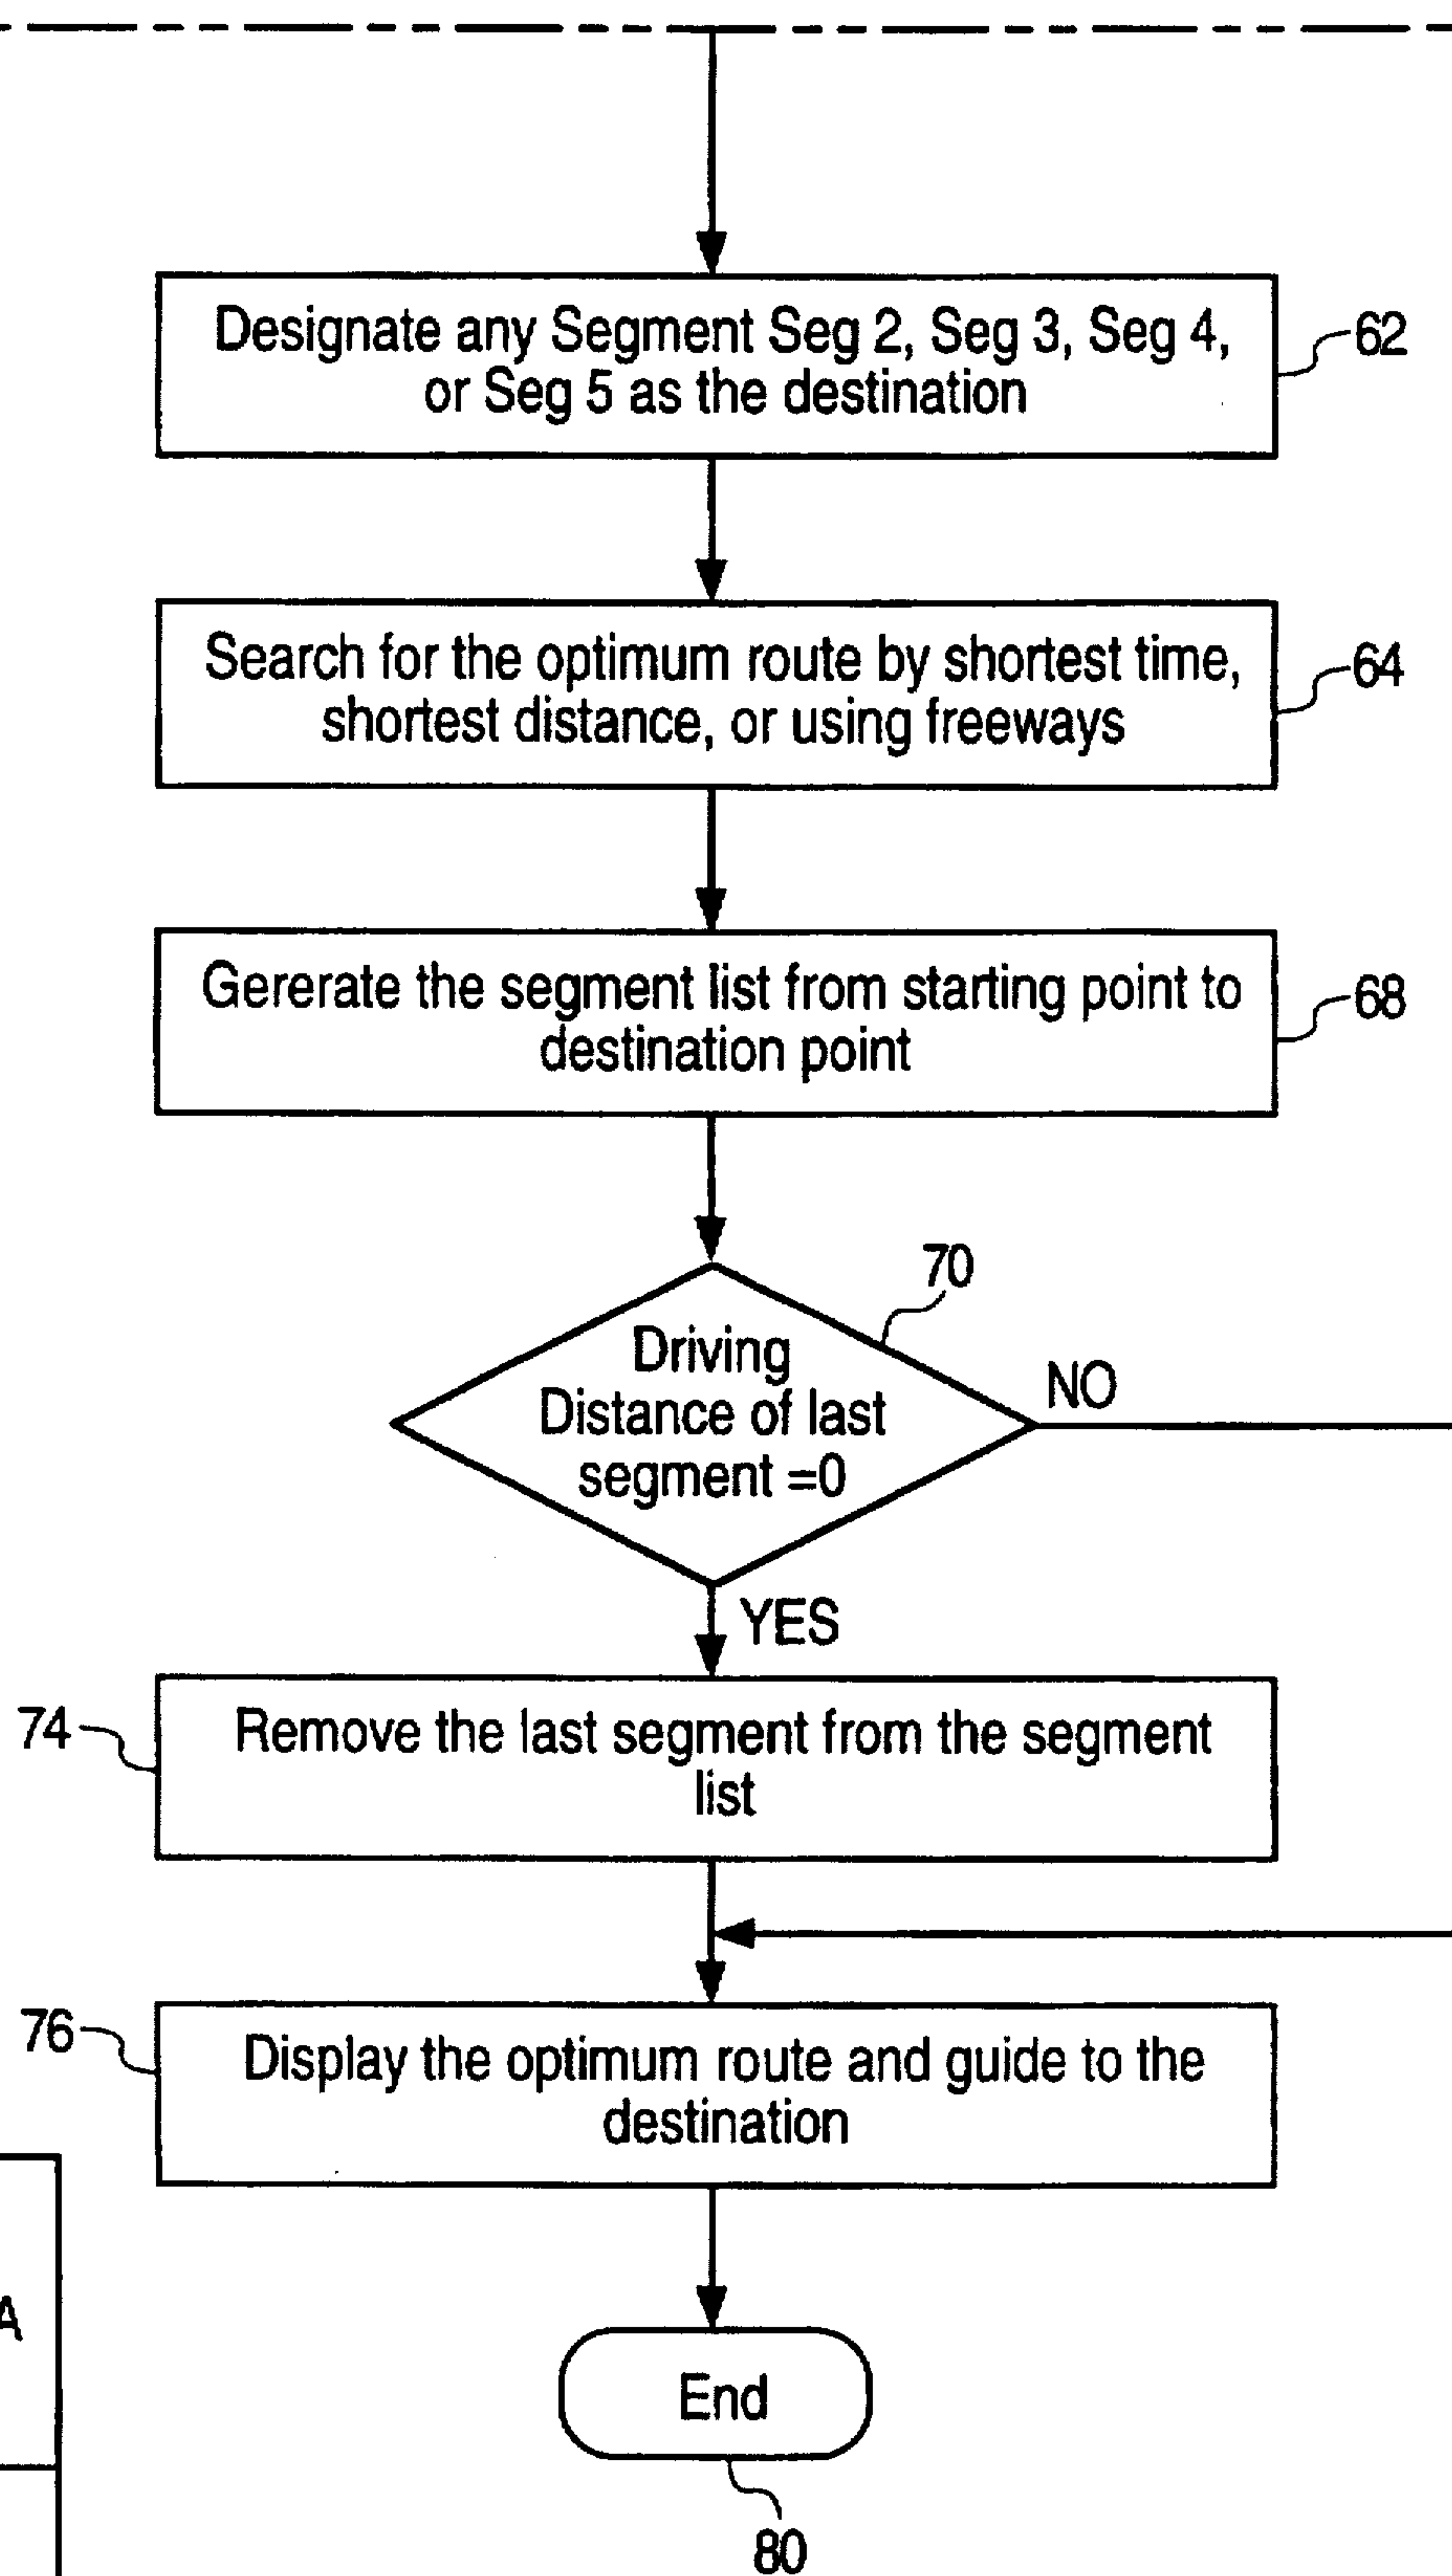 Designate any Segment Seg 2, Seg 3, Seg 4,
or Seg 5 as the destination
62
Search for the optimum route by shortest time,
shortest distance, or using freeways
64
Gererate the segment list from starting point to
destination point
68
70
Driving
Distance of last
segment =0
NO
YES
74
Remove the last segment from the segment
list
76
Display the optimum route and guide to the
destination
A
End
80